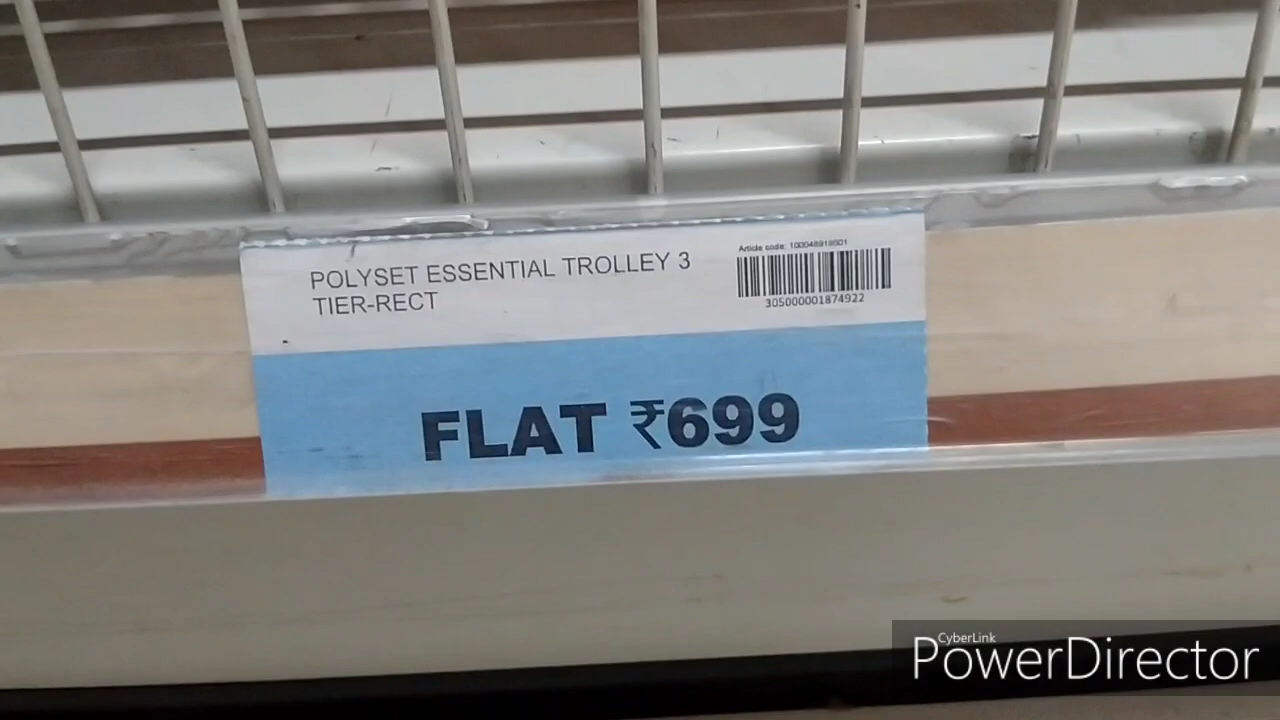 POLYSET ESSENTIAL TROLLEY 3
TIER-RECT
Article code:
305000001874922
FLAT ₹699
CyberLink
PowerDirector